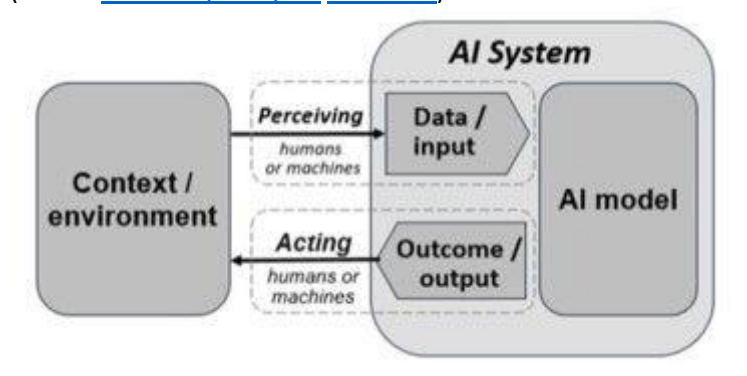 AI System
Perceiving
humans
or machines
Data /
input
Context /
environment
AI model
Acting
humans or
machines
Outcome /
output